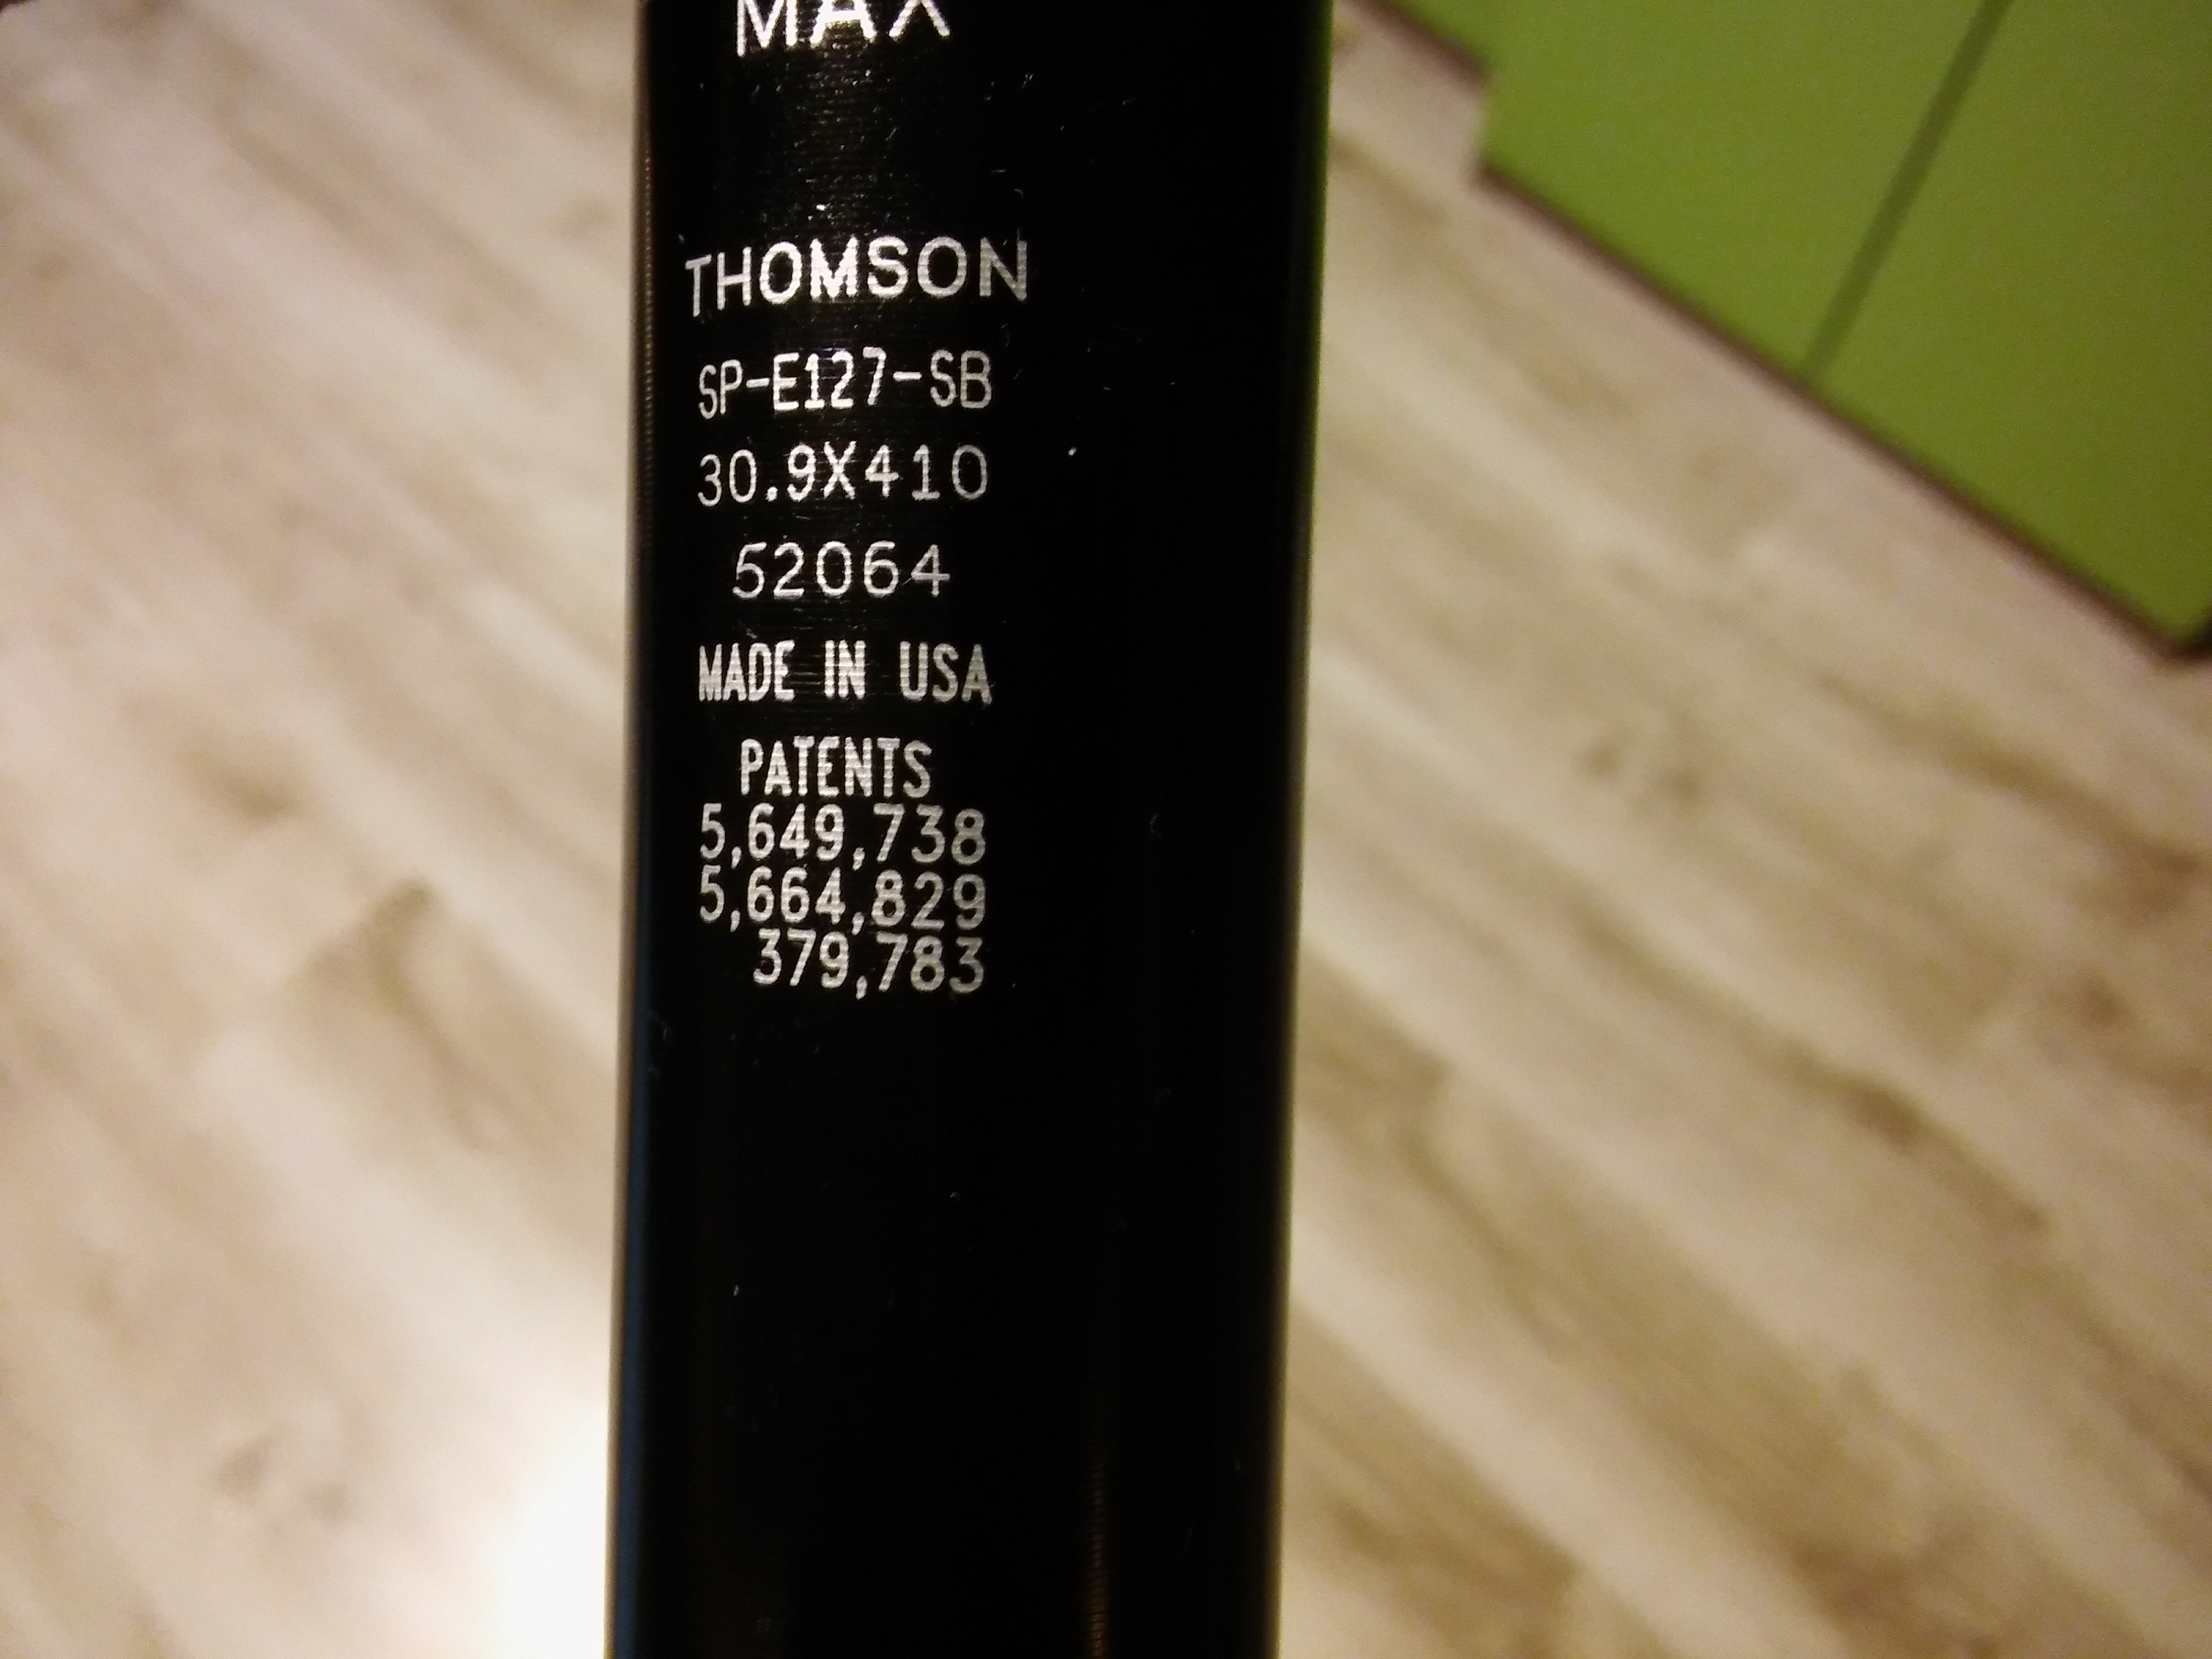 MAX
THOMSON
SP-E127-SB
30.9X410
52064
MADE IN USA
PATENTS
5,649,738
5,664,829
379,783